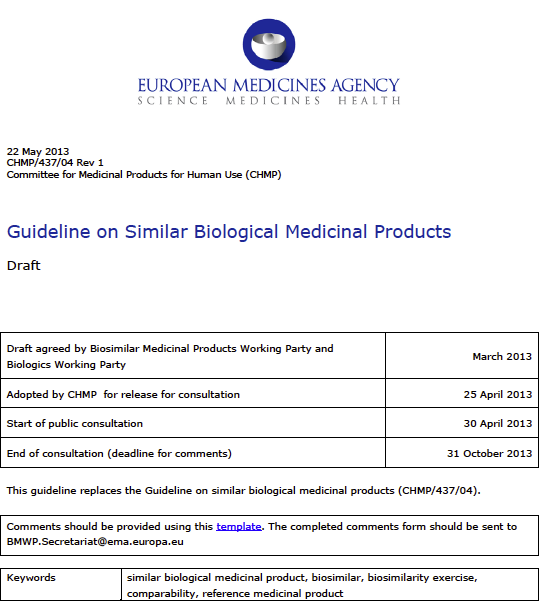 EUROPEAN MEDICINES AGENCY
SCIENCE MEDICINES HEALTH
22 May 2013
CHMP/437/04 Rev 1
Committee for Medicinal Products for Human Use (CHMP)
Guideline on Similar Biological Medicinal Products
Draft
Draft agreed by Biosimilar Medicinal Products Working Party and
Biologics Working Party
March 2013
Adopted by CHMP for release for consultation
25 April 2013
Start of public consultation
30 April 2013
End of consultation (deadline for comments)
31 October 2013
This guideline replaces the Guideline on similar biological medicinal products (CHMP/437/04).
Comments should be provided using this template. The completed comments form should be sent to
BMWP.Secretariat@ema.europa.eu
Keywords
similar biological medicinal product, biosimilar, biosimilarity exercise,
comparability, reference medicinal product